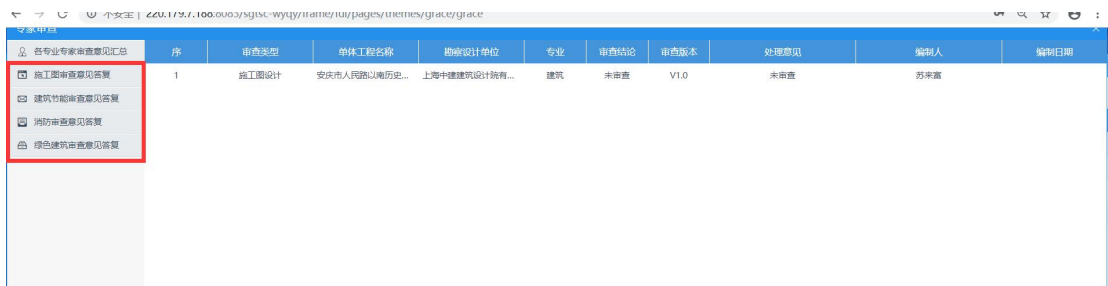 不安全 | 220.179.7.188:8085/sgtsc-wyqy/frame/fui/pages/themes/grace/grace
专家审查
各专业专家审查意见汇总
序 审查类型 单体工程名称 勘察设计单位 专业 审查结论 审查版本 处理意见 编制人 编制日期
施工图审查意见答复
1 施工图设计 安庆市人民路以南历史... 上海中建建筑设计院有... 建筑 未审查 V1.0 未审查 苏来富
建筑节能审查意见答复
消防审查意见答复
绿色建筑审查意见答复